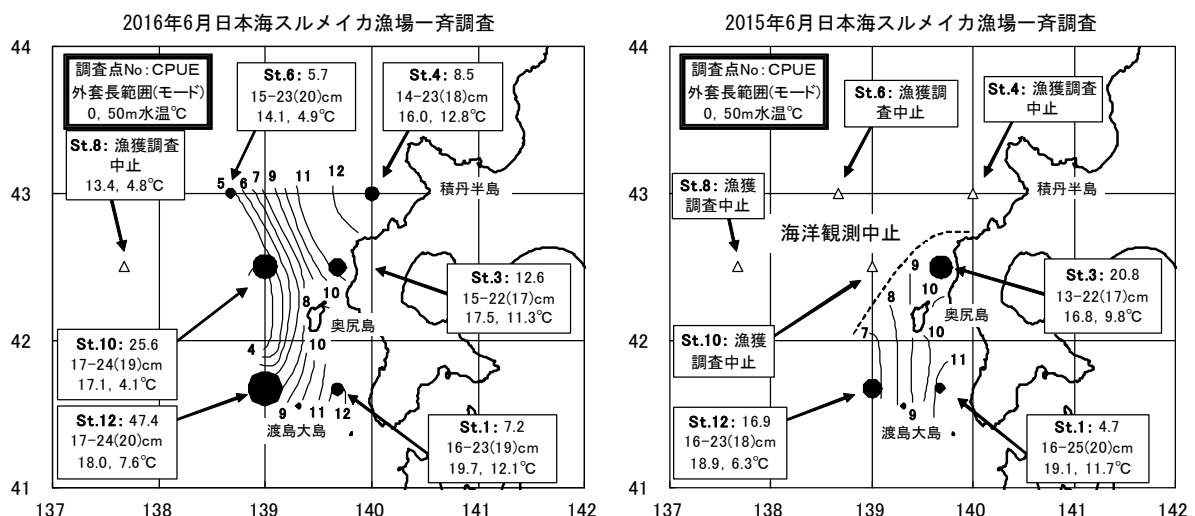 2016年6月日本海スルメイカ漁場一斉調査
44
調査点No:CPUE
外套長範囲(モード)
0, 50m水温℃
St.6: 5.7
15-23(20)cm
14.1, 4.9℃
St.4: 8.5
14-23(18)cm
16.0, 12.8℃
St.8: 漁獲調査
中止
13.4, 4.8℃
5
6
7
9
11
12
43
積丹半島
St.3: 12.6
15-22(17)cm
17.5, 11.3℃
8
10
奥尻島
St.10: 25.6
17-24(19)cm
17.1, 4.1℃
42
4
10
St.12: 47.4
17-24(20)cm
18.0, 7.6℃
9
11
12
渡島大島
St.1: 7.2
16-23(19)cm
19.7, 12.1℃
41
137
138
139
140
141
142
2015年6月日本海スルメイカ漁場一斉調査
44
調査点No:CPUE
外套長範囲(モード)
0, 50m水温℃
St.6: 漁獲調
査中止
St.4: 漁獲調査
中止
St.8: 漁獲
調査中止
43
積丹半島
海洋観測中止
9
St.3: 20.8
13-22(17)cm
16.8, 9.8℃
8
10
奥尻島
St.10: 漁獲
調査中止
42
7
10
11
St.12: 16.9
16-23(18)cm
18.9, 6.3℃
9
渡島大島
St.1: 4.7
16-25(20)cm
19.1, 11.7℃
41
137
138
139
140
141
142